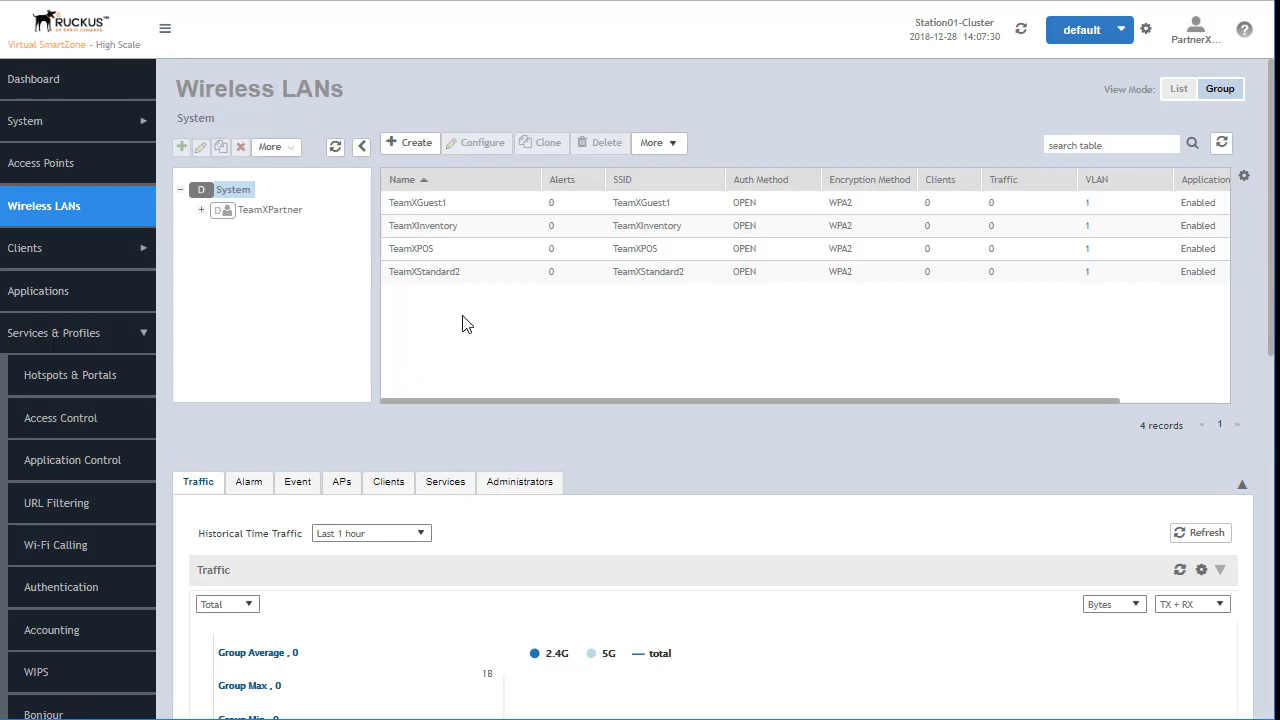 RUCKUS™
Virtual SmartZone - High Scale
Station01-Cluster
2018-12-28 14:07:30
default
PartnerX...
Dashboard
System
Access Points
Wireless LANs
Clients
Applications
Services & Profiles
Hotspots & Portals
Access Control
Application Control
URL Filtering
Wi-Fi Calling
Authentication
Accounting
WIPS
Bonjour
Wireless LANs
View Mode: List Group
System
More
Create Configure Clone Delete More
search table
D System
D TeamXPartner
Name Alerts SSID Auth Method Encryption Method Clients Traffic VLAN Application
TeamXGuest1 0 TeamXGuest1 OPEN WPA2 0 0 1 Enabled
TeamXInventory 0 TeamXInventory OPEN WPA2 0 0 1 Enabled
TeamXPOS 0 TeamXPOS OPEN WPA2 0 0 1 Enabled
TeamXStandard2 0 TeamXStandard2 OPEN WPA2 0 0 1 Enabled
4 records « 1 »
Traffic Alarm Event APs Clients Services Administrators
Historical Time Traffic Last 1 hour Refresh
Traffic
Total Bytes TX + RX
Group Average , 0
2.4G 5G total
1B
Group Max , 0
Group Min , 0